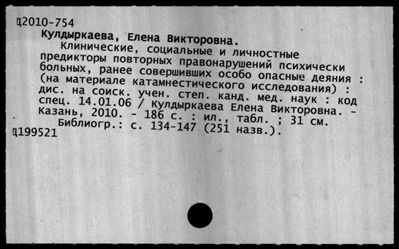 д2010-754
Кулдыркаева, Елена Викторовна.
Клинические, социальные и личностные
предикторы повторных правонарушений психически
больных, ранее совершивших особо опасные деяния :
(на материале катамнестического исследования) :
дис. на соиск. учен. степ. канд. мед. наук : код
спец. 14.01.06 / Кулдыркаева Елена Викторовна. -
Казань, 2010. - 186 с. : ил., табл. ; 31 см.
Библиогр.: с. 134-147 (251 назв.).
д199521